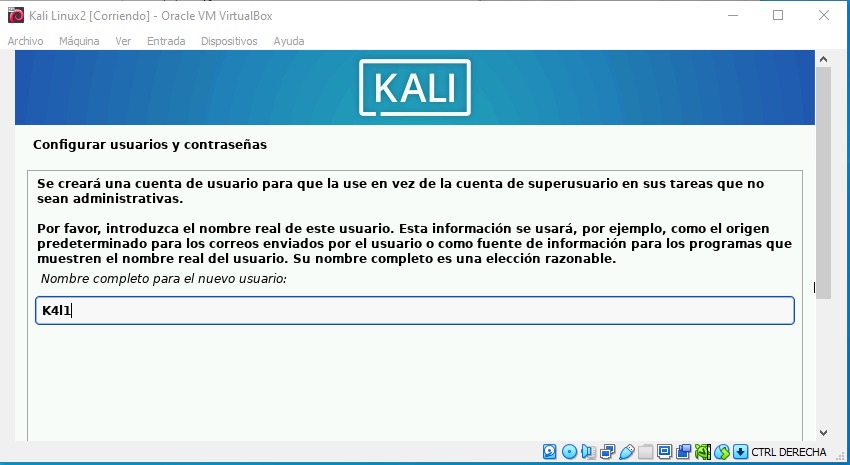 Kali Linux2 [Corriendo] - Oracle VM VirtualBox
Archivo Máquina Ver Entrada Dispositivos Ayuda
KALI
Configurar usuarios y contraseñas
Se creará una cuenta de usuario para que la use en vez de la cuenta de superusuario en sus tareas que no
sean administrativas.
Por favor, introduzca el nombre real de este usuario. Esta información se usará, por ejemplo, como el origen
predeterminado para los correos enviados por el usuario o como fuente de información para los programas que
muestren el nombre real del usuario. Su nombre completo es una elección razonable.
Nombre completo para el nuevo usuario:
K4l1
CTRL DERECHA